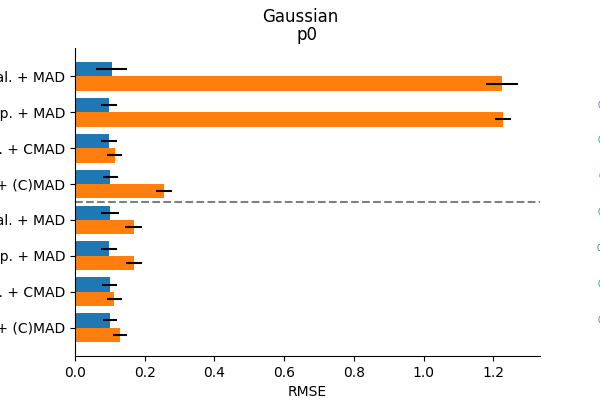 Gaussian
p0
al. + MAD
p. + MAD
. + CMAD
+ (C)MAD
al. + MAD
p. + MAD
. + CMAD
+ (C)MAD
0.0 0.2 0.4 0.6 0.8 1.0 1.2
RMSE